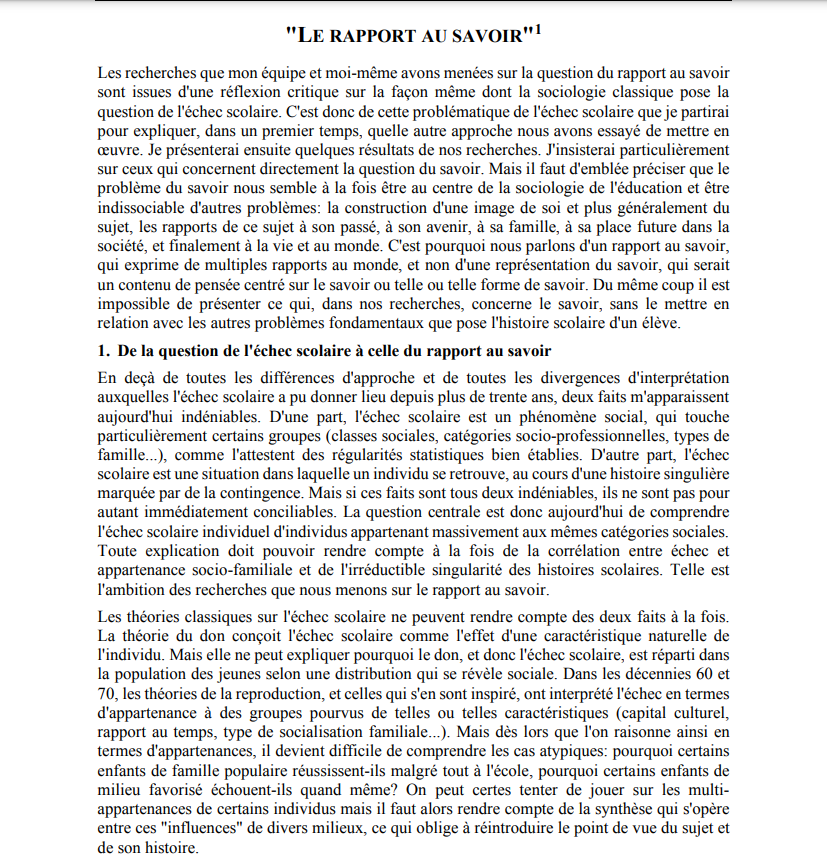 "LE RAPPORT AU SAVOIR"1
Les recherches que mon équipe et moi-même avons menées sur la question du rapport au savoir
sont issues d'une réflexion critique sur la façon même dont la sociologie classique pose la
question de l'échec scolaire. C'est donc de cette problématique de l'échec scolaire que je partirai
pour expliquer, dans un premier temps, quelle autre approche nous avons essayé de mettre en
œuvre. Je présenterai ensuite quelques résultats de nos recherches. J'insisterai particulièrement
sur ceux qui concernent directement la question du savoir. Mais il faut d'emblée préciser que le
problème du savoir nous semble à la fois être au centre de la sociologie de l'éducation et être
indissociable d'autres problèmes: la construction d'une image de soi et plus généralement du
sujet, les rapports de ce sujet à son passé, à son avenir, à sa famille, à sa place future dans la
société, et finalement à la vie et au monde. C'est pourquoi nous parlons d'un rapport au savoir,
qui exprime de multiples rapports au monde, et non d'une représentation du savoir, qui serait
un contenu de pensée centré sur le savoir ou telle ou telle forme de savoir. Du même coup il est
impossible de présenter ce qui, dans nos recherches, concerne le savoir, sans le mettre en
relation avec les autres problèmes fondamentaux que pose l'histoire scolaire d'un élève.
1. De la question de l'échec scolaire à celle du rapport au savoir
En deçà de toutes les différences d'approche et de toutes les divergences d'interprétation
auxquelles l'échec scolaire a pu donner lieu depuis plus de trente ans, deux faits m'apparaissent
aujourd'hui indéniables. D'une part, l'échec scolaire est un phénomène social, qui touche
particulièrement certains groupes (classes sociales, catégories socio-professionnelles, types de
famille...), comme l'attestent des régularités statistiques bien établies. D'autre part, l'échec
scolaire est une situation dans laquelle un individu se retrouve, au cours d'une histoire singulière
marquée par de la contingence. Mais si ces faits sont tous deux indéniables, ils ne sont pas pour
autant immédiatement conciliables. La question centrale est donc aujourd'hui de comprendre
l'échec scolaire individuel d'individus appartenant massivement aux mêmes catégories sociales.
Toute explication doit pouvoir rendre compte à la fois de la corrélation entre échec et
appartenance socio-familiale et de l'irréductible singularité des histoires scolaires. Telle est
l'ambition des recherches que nous menons sur le rapport au savoir.
Les théories classiques sur l'échec scolaire ne peuvent rendre compte des deux faits à la fois.
La théorie du don conçoit l'échec scolaire comme l'effet d'une caractéristique naturelle de
l'individu. Mais elle ne peut expliquer pourquoi le don, et donc l'échec scolaire, est réparti dans
la population des jeunes selon une distribution qui se révèle sociale. Dans les décennies 60 et
70, les théories de la reproduction, et celles qui s'en sont inspiré, ont interprété l'échec en termes
d'appartenance à des groupes pourvus de telles ou telles caractéristiques (capital culturel,
rapport au temps, type de socialisation familiale...). Mais dès lors que l'on raisonne ainsi en
termes d'appartenances, il devient difficile de comprendre les cas atypiques: pourquoi certains
enfants de famille populaire réussissent-ils malgré tout à l'école, pourquoi certains enfants de
milieu favorisé échouent-ils quand même? On peut certes tenter de jouer sur les multi-
appartenances de certains individus mais il faut alors rendre compte de la synthèse qui s'opère
entre ces "influences" de divers milieux, ce qui oblige à réintroduire le point de vue du sujet et
de son histoire.